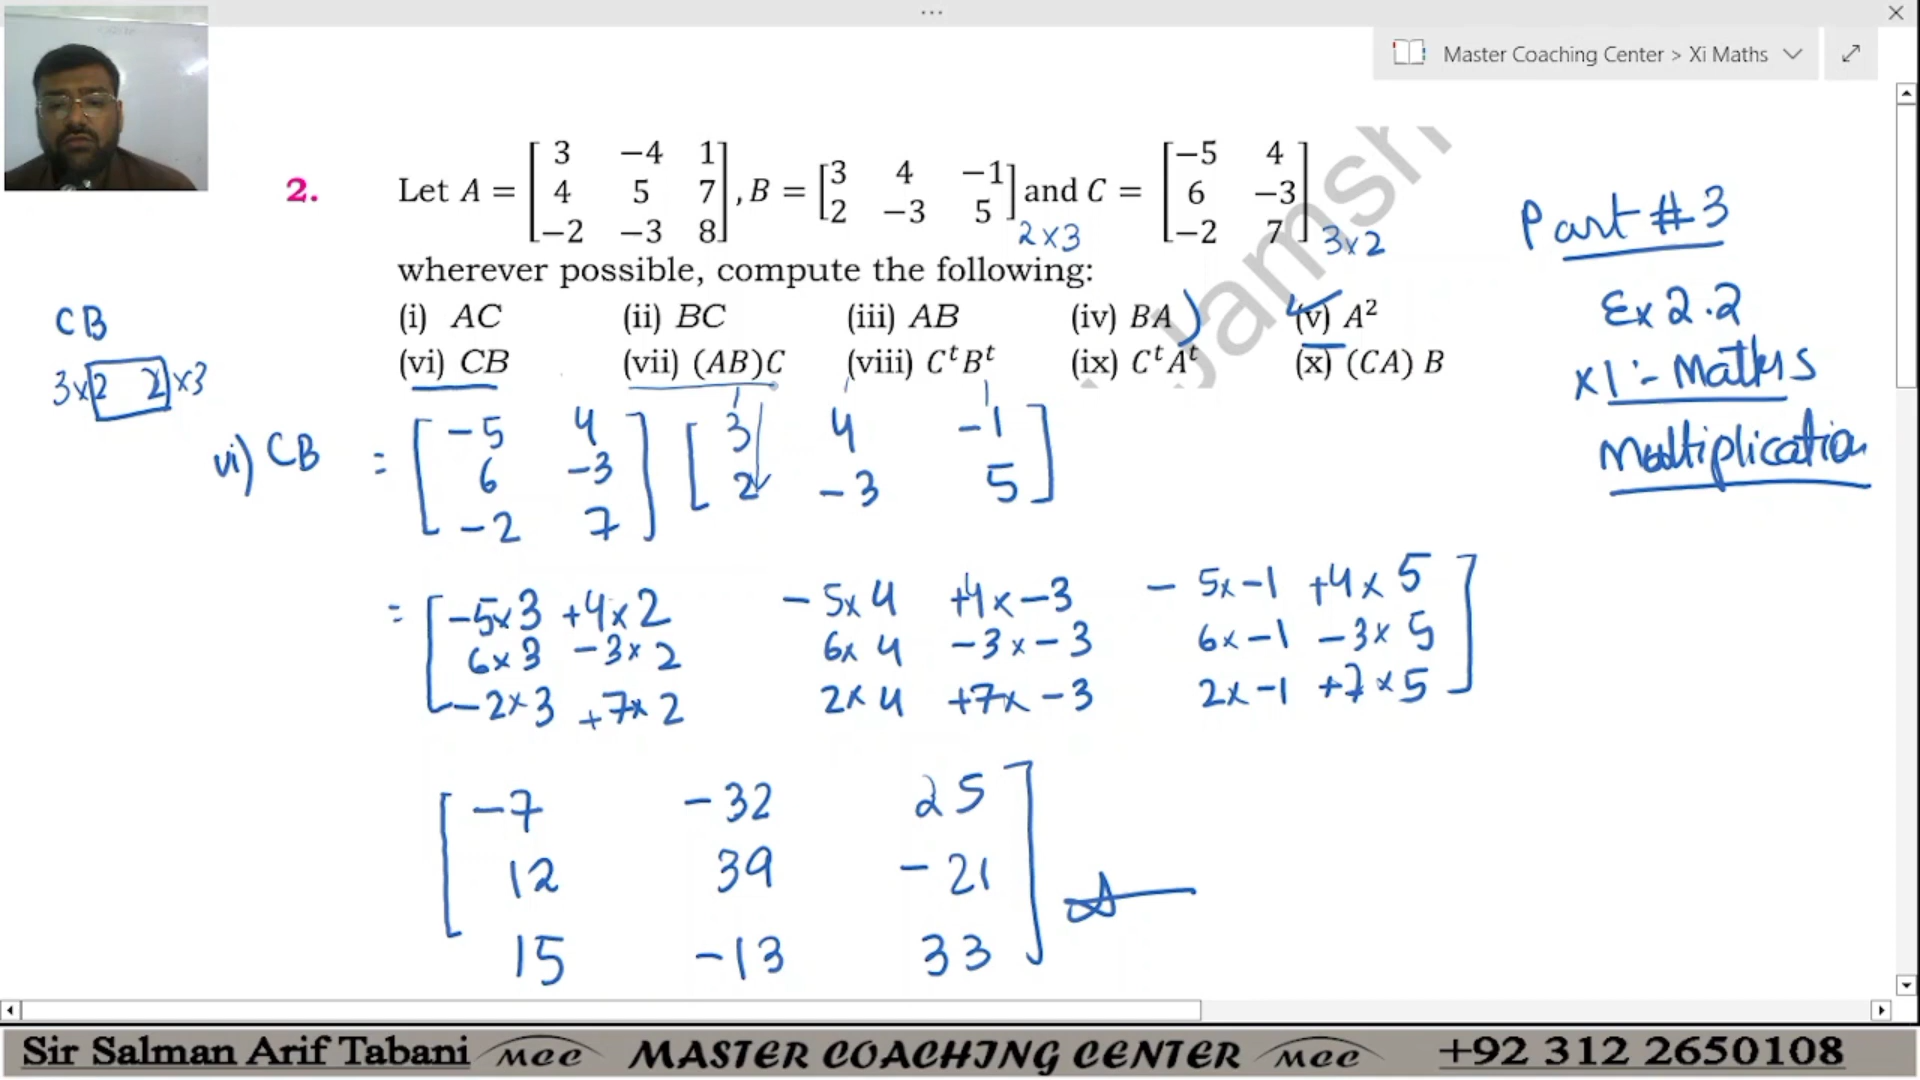 Master Coaching Center > Xi Maths
2. Let A = [3 −4 1; 4 5 7; −2 −3 8], B = [3 4 −1; 2 −3 5] and C = [−5 4; 6 −3; −2 7]
2×3
3×2
wherever possible, compute the following:
(i) AC (ii) BC (iii) AB (iv) BA (v) A²
(vi) CB (vii) (AB)C (viii) CᵗBᵗ (ix) CᵗAᵗ (x) (CA) B
Jamsh
Part #3
Ex 2.2
XI :- Maths
Multiplication
CB
3×2 2×3
vi) CB = [-5 4; 6 -3; -2 7] [3 4 -1; 2 -3 5]
= [-5×3 +4×2 -5×4 +4×-3 -5×-1 +4×5
6×3 -3×2 6×4 -3×-3 6×-1 -3×5
-2×3 +7×2 2×4 +7×-3 2×-1 +7×5]
[-7 -32 25
12 39 -21
15 -13 33]
Sir Salman Arif Tabani MCC MASTER COACHING CENTER MCC +92 312 2650108